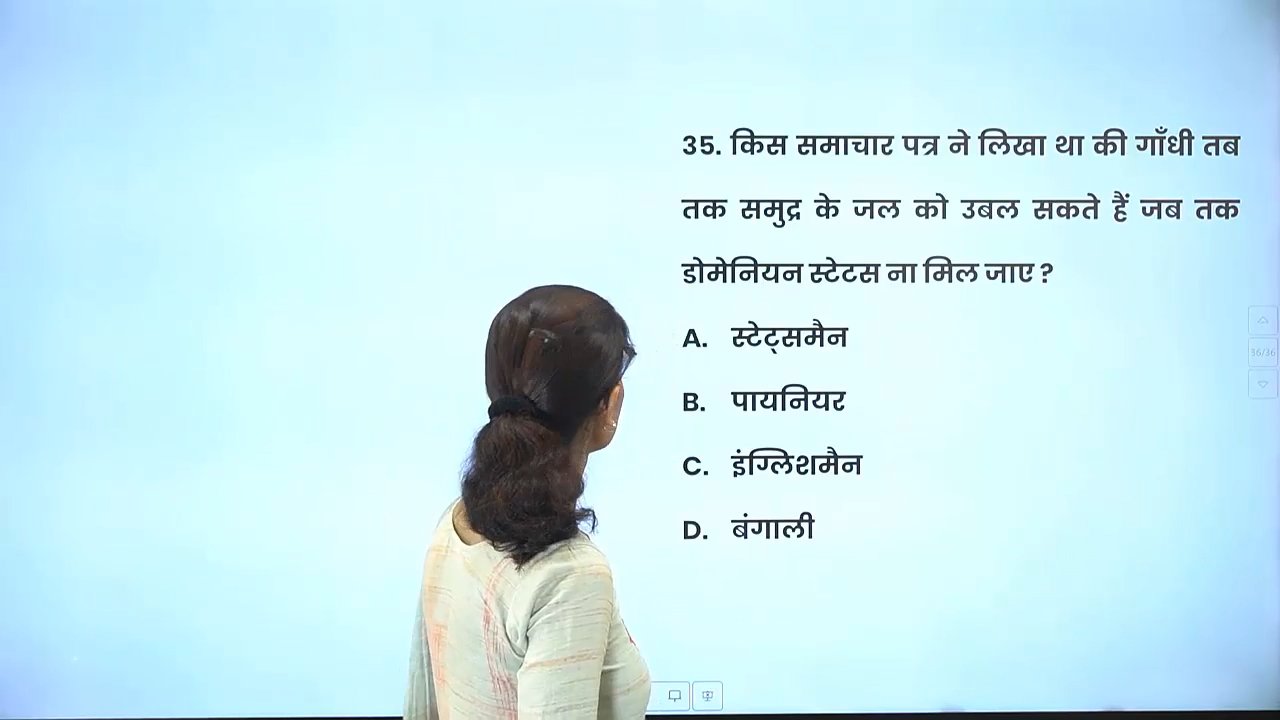 35. किस समाचार पत्र ने लिखा था की गाँधी तब
तक समुद्र के जल को उबल सकते हैं जब तक
डोमेनियन स्टेटस ना मिल जाए ?
A. स्टेट्समैन
B. पायनियर
C. इंग्लिशमैन
D. बंगाली
36/36